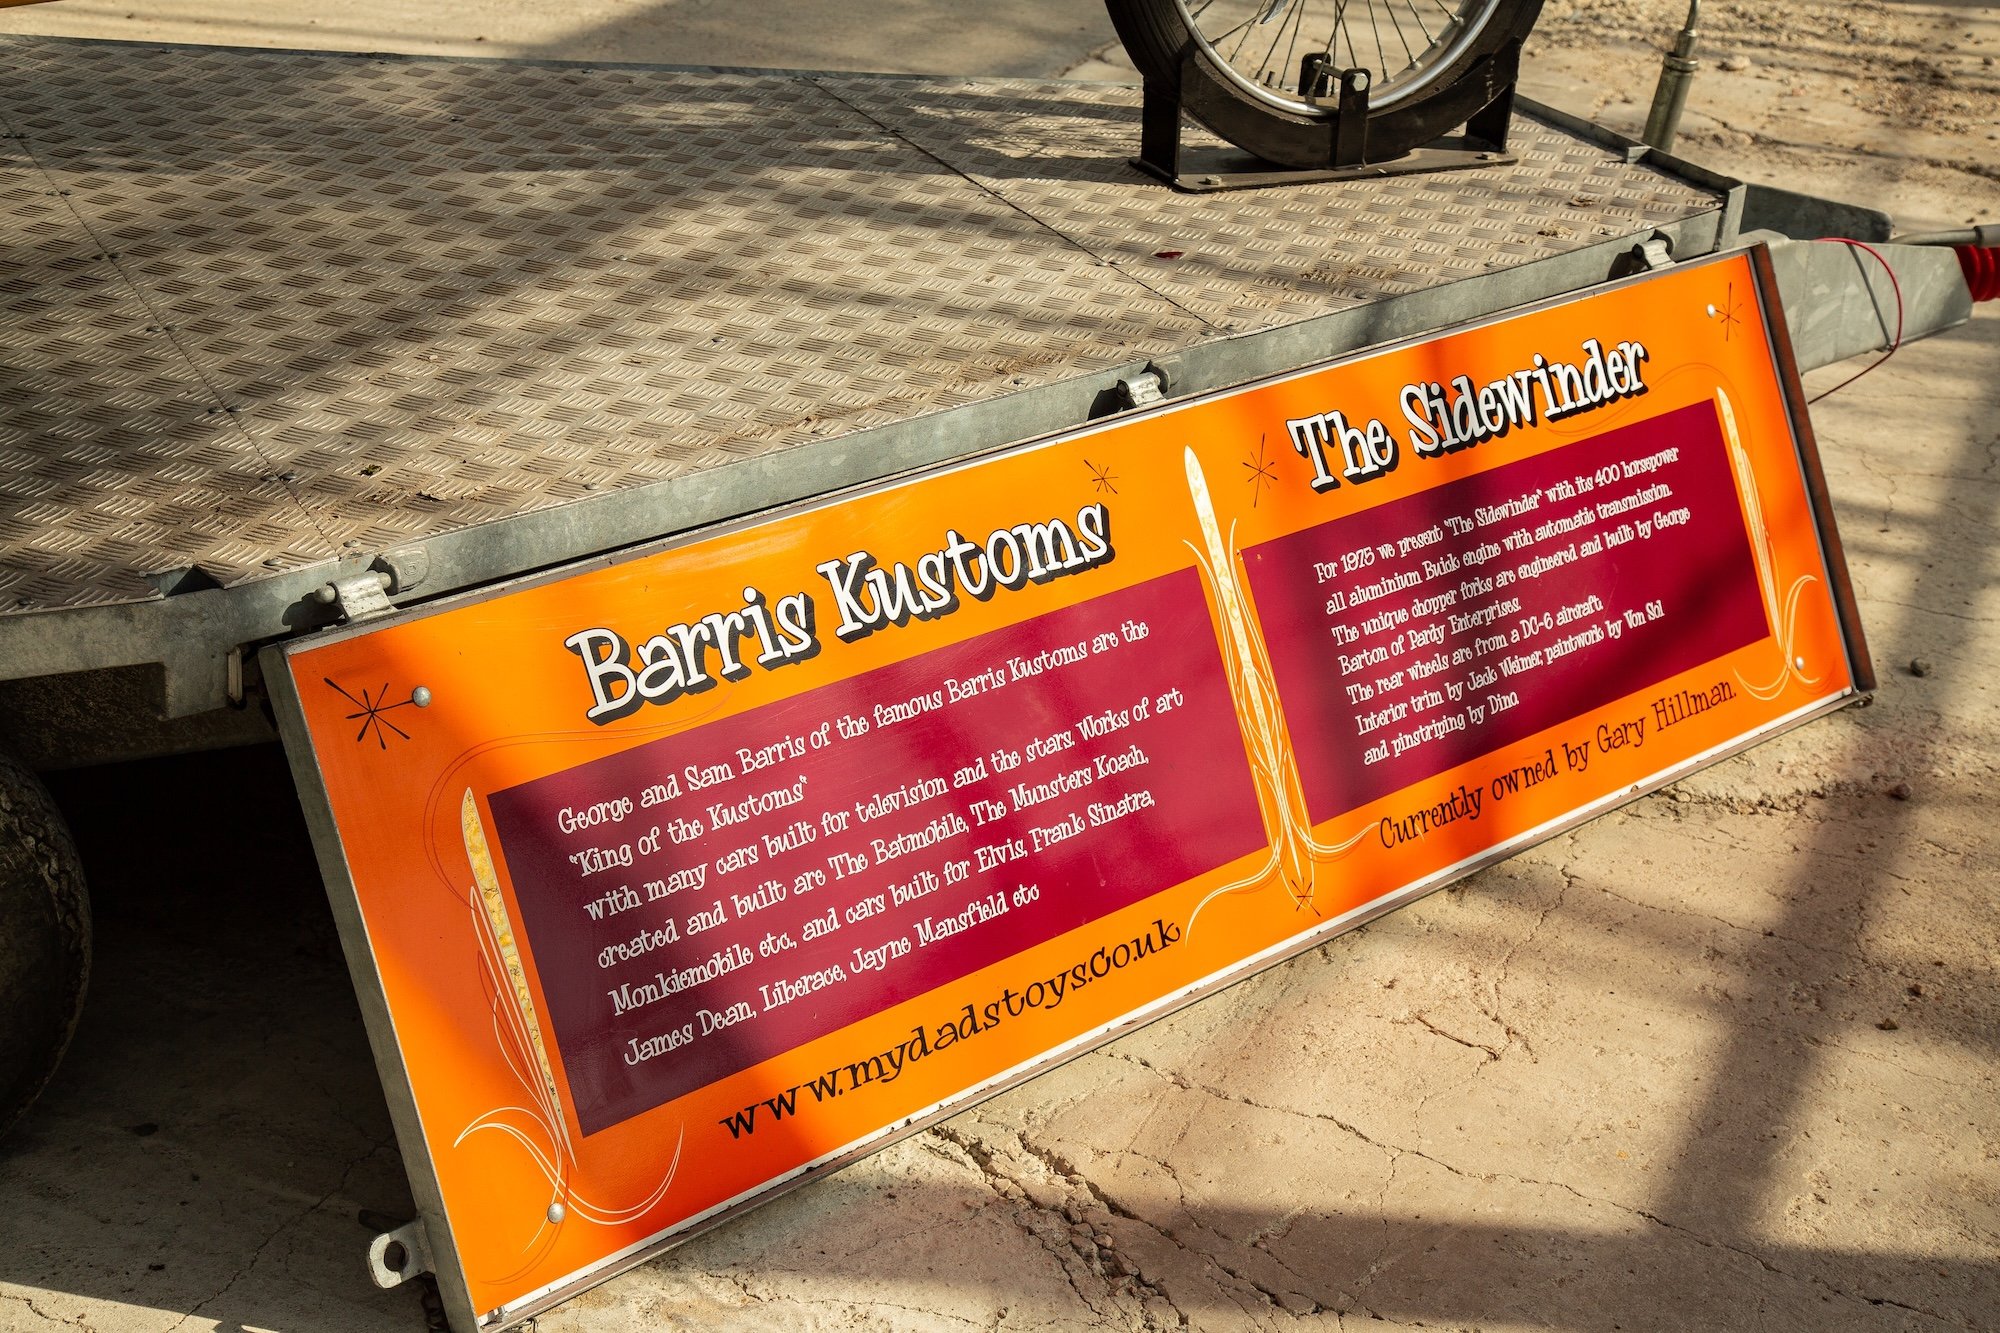 Barris Kustoms
George and Sam Barris of the famous Barris Kustoms are the
"King of the Kustoms"
with many cars built for television and the stars. Works of art
created and built are The Batmobile, The Munsters Koach,
Monkiemobile etc., and cars built for Elvis, Frank Sinatra,
James Dean, Liberace, Jayne Mansfield etc
www.mydadstoys.co.uk
The Sidewinder
For 1975 we present "The Sidewinder" with its 400 horsepower
all aluminium Buick engine with automatic transmission.
The unique chopper forks are engineered and built by George
Barton of Pardy Enterprises.
The rear wheels are from a DC-6 aircraft.
Interior trim by Jack Weimer, paintwork by Von Sol
and pinstriping by Dino.
Currently owned by Gary Hillman.